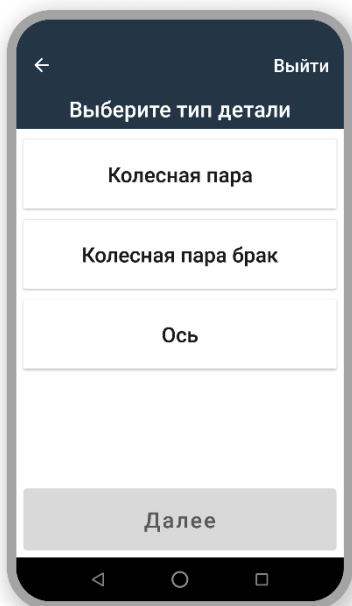 Выйти
Выберите тип детали
Колесная пара
Колесная пара брак
Ось
Далее